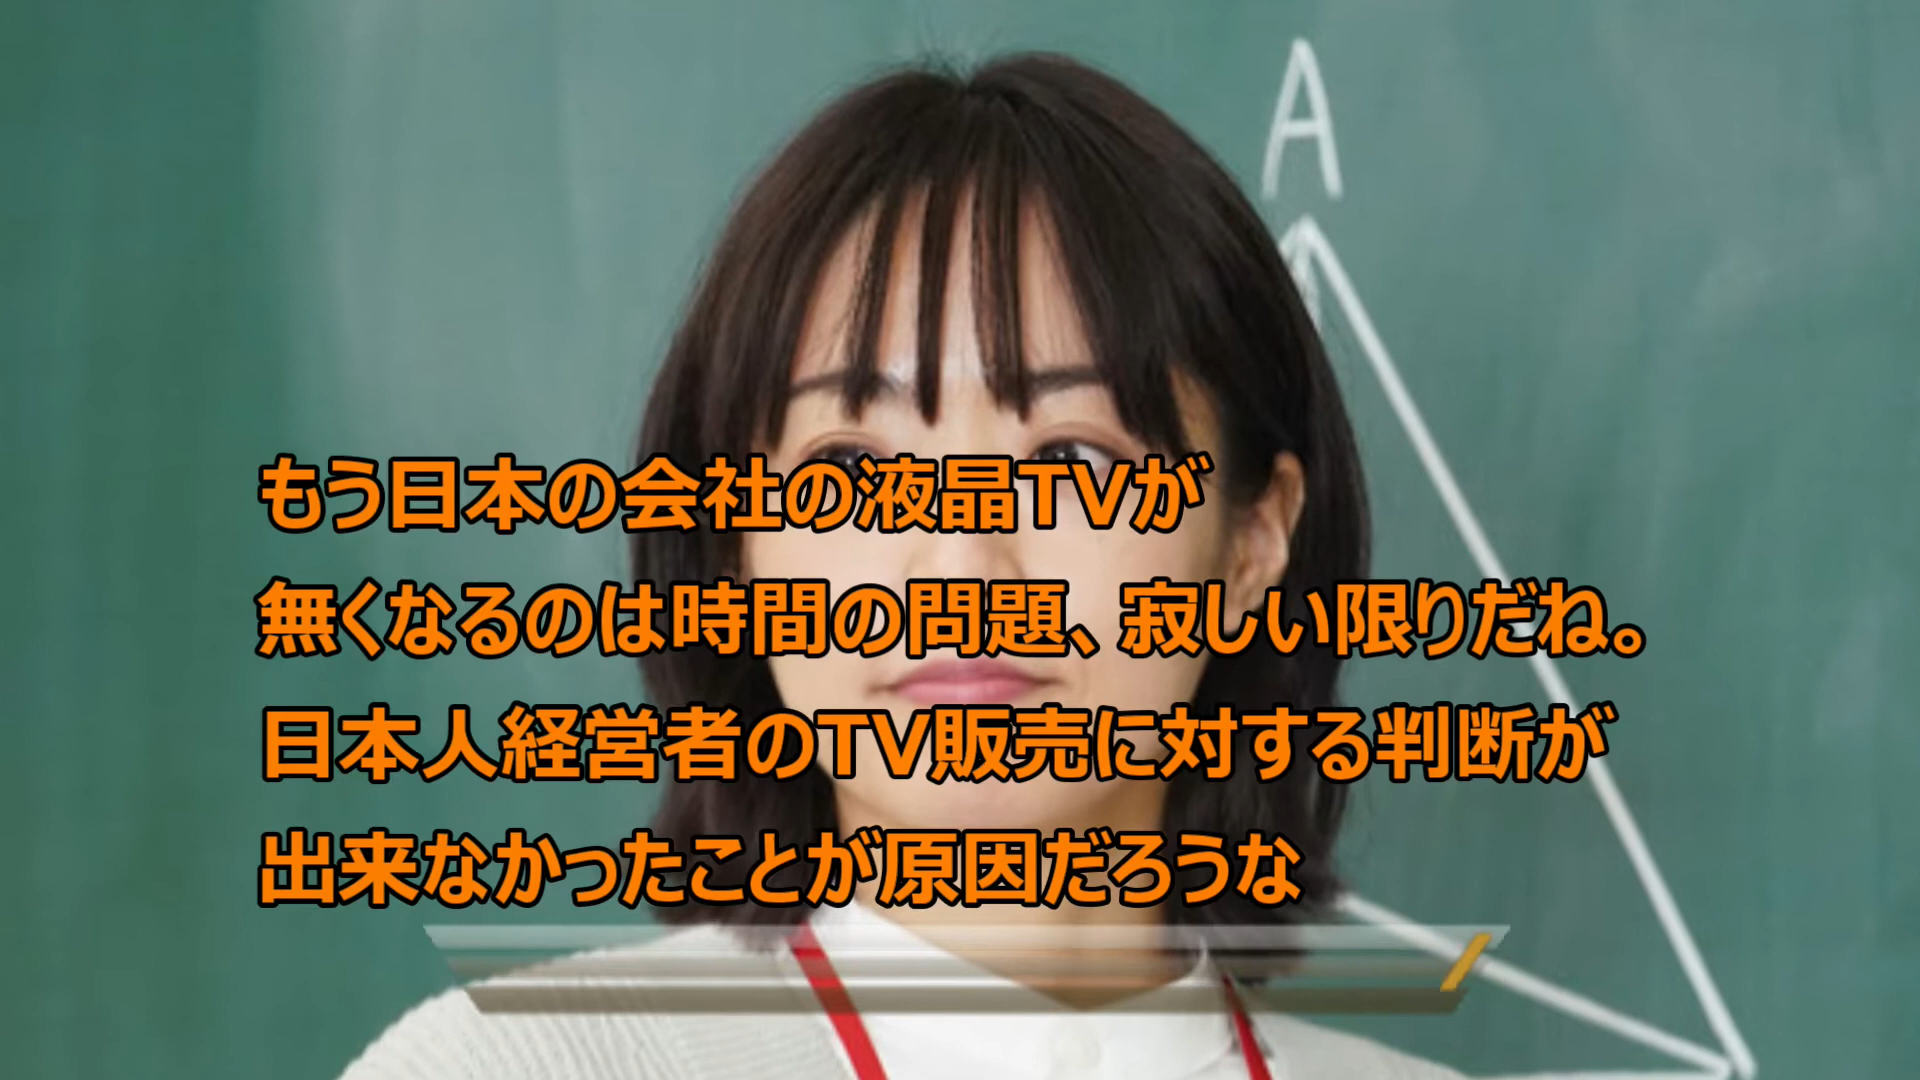 A
もう日本の会社の液晶TVが
無くなるのは時間の問題、寂しい限りだね。
日本人経営者のTV販売に対する判断が
出来なかったことが原因だろうな